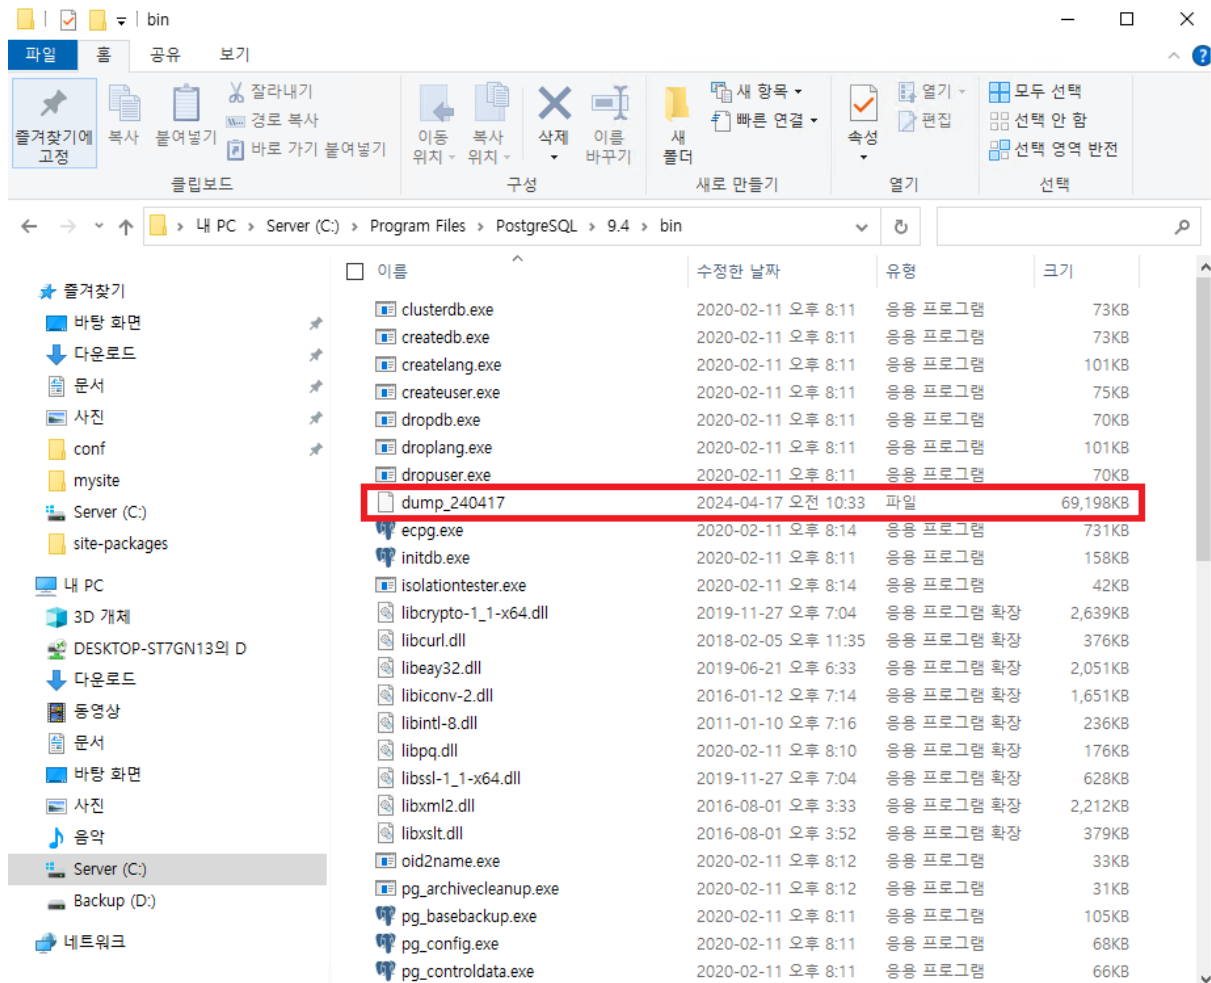 bin
파일 홈 공유 보기
즐겨찾기에 고정
복사
붙여넣기
잘라내기
경로 복사
바로 가기 붙여넣기
클립보드
이동 위치
복사 위치
삭제
이름 바꾸기
구성
새 폴더
새 항목
빠른 연결
새로 만들기
속성
열기
편집
열기
모두 선택
선택 안 함
선택 영역 반전
선택
내 PC > Server (C:) > Program Files > PostgreSQL > 9.4 > bin
즐겨찾기
바탕 화면
다운로드
문서
사진
conf
mysite
Server (C:)
site-packages
내 PC
3D 개체
DESKTOP-ST7GN13의 D
다운로드
동영상
문서
바탕 화면
사진
음악
Server (C:)
Backup (D:)
네트워크
이름 수정한 날짜 유형 크기
clusterdb.exe 2020-02-11 오후 8:11 응용 프로그램 73KB
createdb.exe 2020-02-11 오후 8:11 응용 프로그램 73KB
createlang.exe 2020-02-11 오후 8:11 응용 프로그램 101KB
createuser.exe 2020-02-11 오후 8:11 응용 프로그램 75KB
dropdb.exe 2020-02-11 오후 8:11 응용 프로그램 70KB
droplang.exe 2020-02-11 오후 8:11 응용 프로그램 101KB
dropuser.exe 2020-02-11 오후 8:11 응용 프로그램 70KB
dump_240417 2024-04-17 오전 10:33 파일 69,198KB
ecpg.exe 2020-02-11 오후 8:14 응용 프로그램 731KB
initdb.exe 2020-02-11 오후 8:11 응용 프로그램 158KB
isolationtester.exe 2020-02-11 오후 8:14 응용 프로그램 42KB
libcrypto-1_1-x64.dll 2019-11-27 오후 7:04 응용 프로그램 확장 2,639KB
libcurl.dll 2018-02-05 오후 11:35 응용 프로그램 확장 376KB
libeay32.dll 2019-06-21 오후 6:33 응용 프로그램 확장 2,051KB
libiconv-2.dll 2016-01-12 오후 7:14 응용 프로그램 확장 1,651KB
libintl-8.dll 2011-01-10 오후 7:16 응용 프로그램 확장 236KB
libpq.dll 2020-02-11 오후 8:10 응용 프로그램 확장 176KB
libssl-1_1-x64.dll 2019-11-27 오후 7:04 응용 프로그램 확장 628KB
libxml2.dll 2016-08-01 오후 3:33 응용 프로그램 확장 2,212KB
libxslt.dll 2016-08-01 오후 3:52 응용 프로그램 확장 379KB
oid2name.exe 2020-02-11 오후 8:12 응용 프로그램 33KB
pg_archivecleanup.exe 2020-02-11 오후 8:12 응용 프로그램 31KB
pg_basebackup.exe 2020-02-11 오후 8:11 응용 프로그램 105KB
pg_config.exe 2020-02-11 오후 8:11 응용 프로그램 68KB
pg_controldata.exe 2020-02-11 오후 8:11 응용 프로그램 66KB